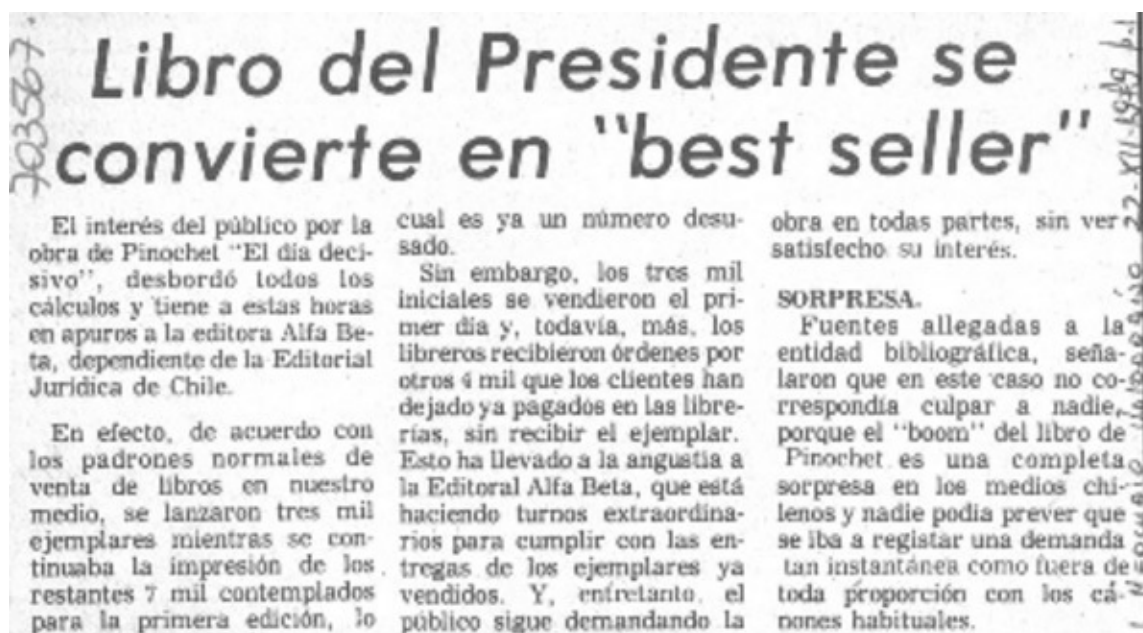 Libro del Presidente se
convierte en "best seller"
El interés del público por la
obra de Pinochet "El día deci-
sivo", desbordó todos los
cálculos y tiene a estas horas
en apuros a la editora Alfa Be-
ta, dependiente de la Editorial
Jurídica de Chile.
En efecto, de acuerdo con
los padrones normales de
venta de libros en nuestro
medio, se lanzaron tres mil
ejemplares mientras se con-
tinuaba la impresión de los
restantes 7 mil contemplados
para la primera edición, lo
cual es ya un número desu-
sado.
Sin embargo, los tres mil
iniciales se vendieron el pri-
mer día y, todavía, más, los
libreros recibieron órdenes por
otros 4 mil que los clientes han
dejado ya pagados en las libre-
rías, sin recibir el ejemplar.
Esto ha llevado a la angustia a
la Editoral Alfa Beta, que está
haciendo turnos extraordina-
rios para cumplir con las en-
tregas de los ejemplares ya
vendidos. Y, entretanto, el
público sigue demandando la
obra en todas partes, sin ver
satisfecho su interés.
SORPRESA.
Fuentes allegadas a la
entidad bibliográfica, seña-
laron que en este caso no co-
rrespondía culpar a nadie,
porque el "boom" del libro de
Pinochet es una completa
sorpresa en los medios chi-
lenos y nadie podía prever que
se iba a registar una demanda
tan instantánea como fuera de
toda proporción con los cá-
nones habituales.
703567.
22-XII-1979 p.1